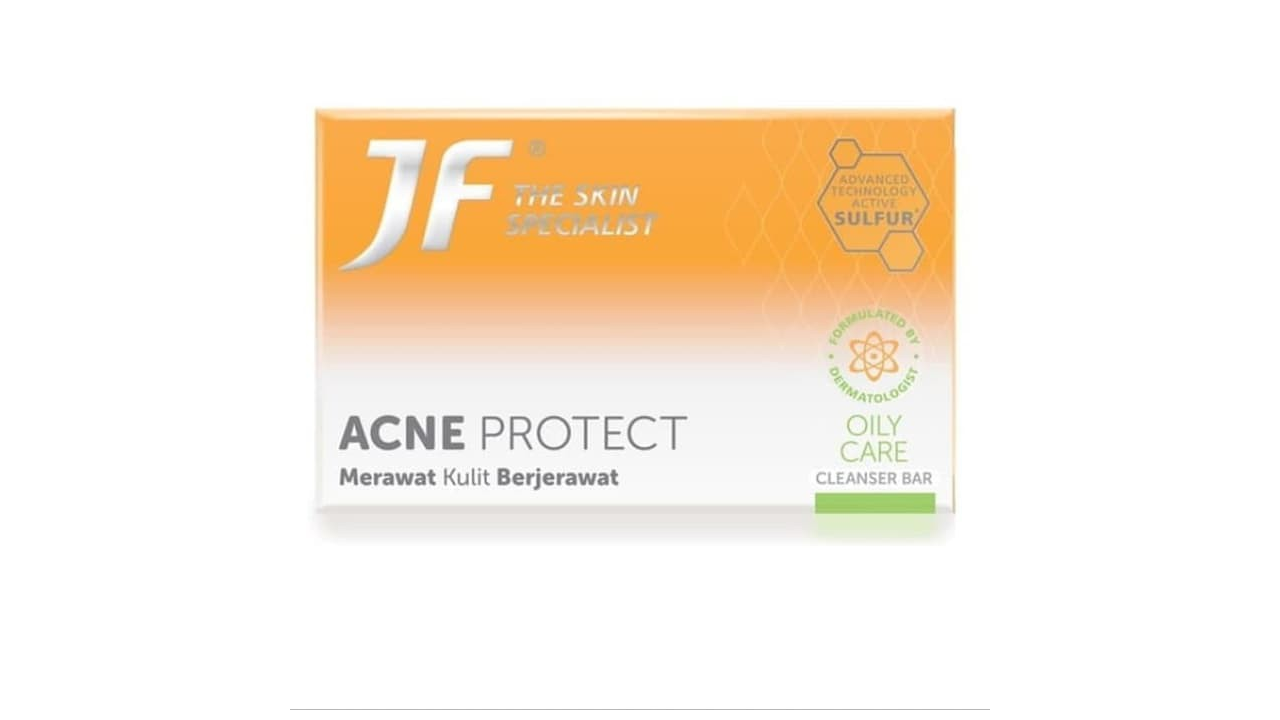 JF®
THE SKIN
SPECIALIST
ADVANCED
TECHNOLOGY
ACTIVE
SULFUR*
FORMULATED BY
DERMATOLOGIST
ACNE PROTECT
Merawat Kulit Berjerawat
OILY
CARE
CLEANSER BAR